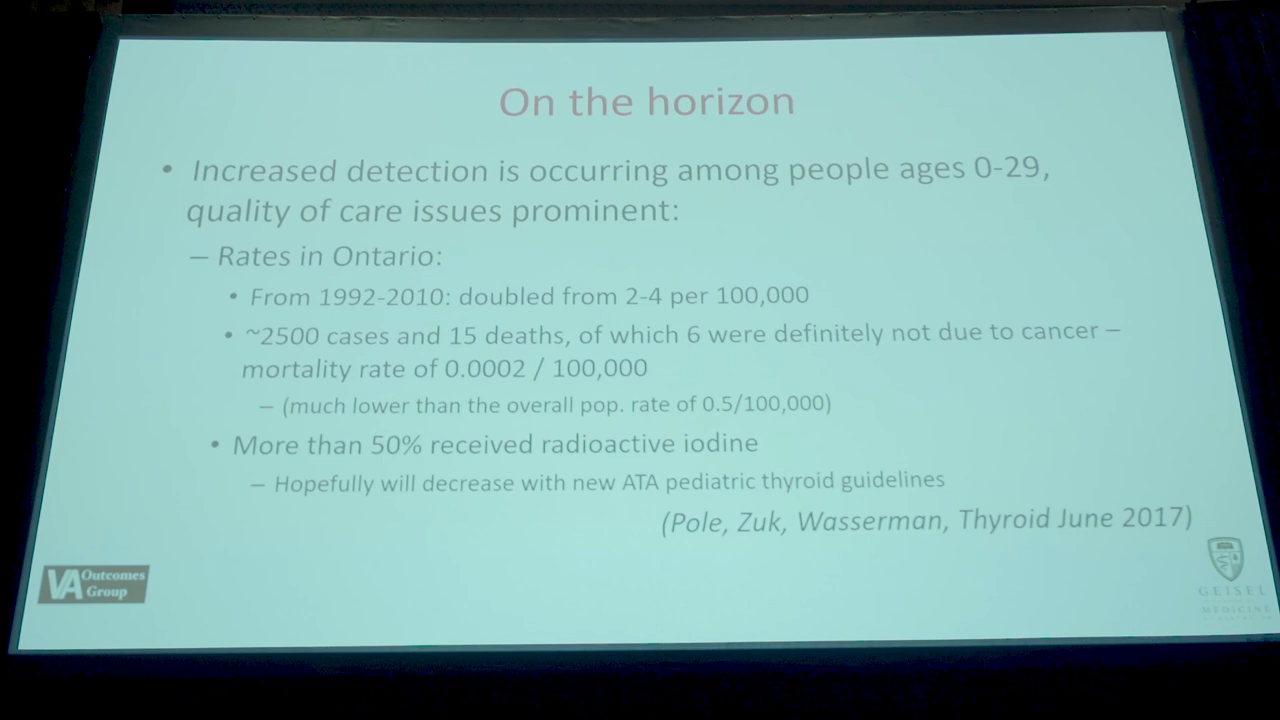 On the horizon
• Increased detection is occurring among people ages 0-29,
quality of care issues prominent:
– Rates in Ontario:
• From 1992-2010: doubled from 2-4 per 100,000
• ~2500 cases and 15 deaths, of which 6 were definitely not due to cancer –
mortality rate of 0.0002 / 100,000
– (much lower than the overall pop. rate of 0.5/100,000)
• More than 50% received radioactive iodine
– Hopefully will decrease with new ATA pediatric thyroid guidelines
(Pole, Zuk, Wasserman, Thyroid June 2017)
VA Outcomes
Group
GEISEL
MEDICINE